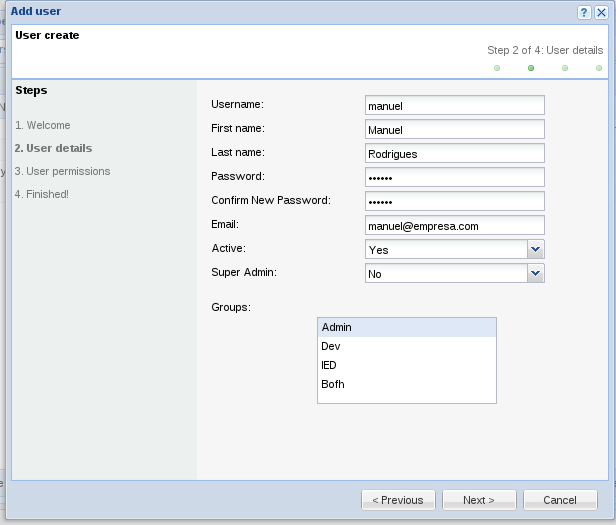 Add user
User create
Step 2 of 4: User details
Steps
1. Welcome
2. User details
3. User permissions
4. Finished!
Username: manuel
First name: Manuel
Last name: Rodrigues
Password: ••••••
Confirm New Password: ••••••
Email: manuel@empresa.com
Active: Yes
Super Admin: No
Groups:
Admin
Dev
IED
Bofh
< Previous
Next >
Cancel